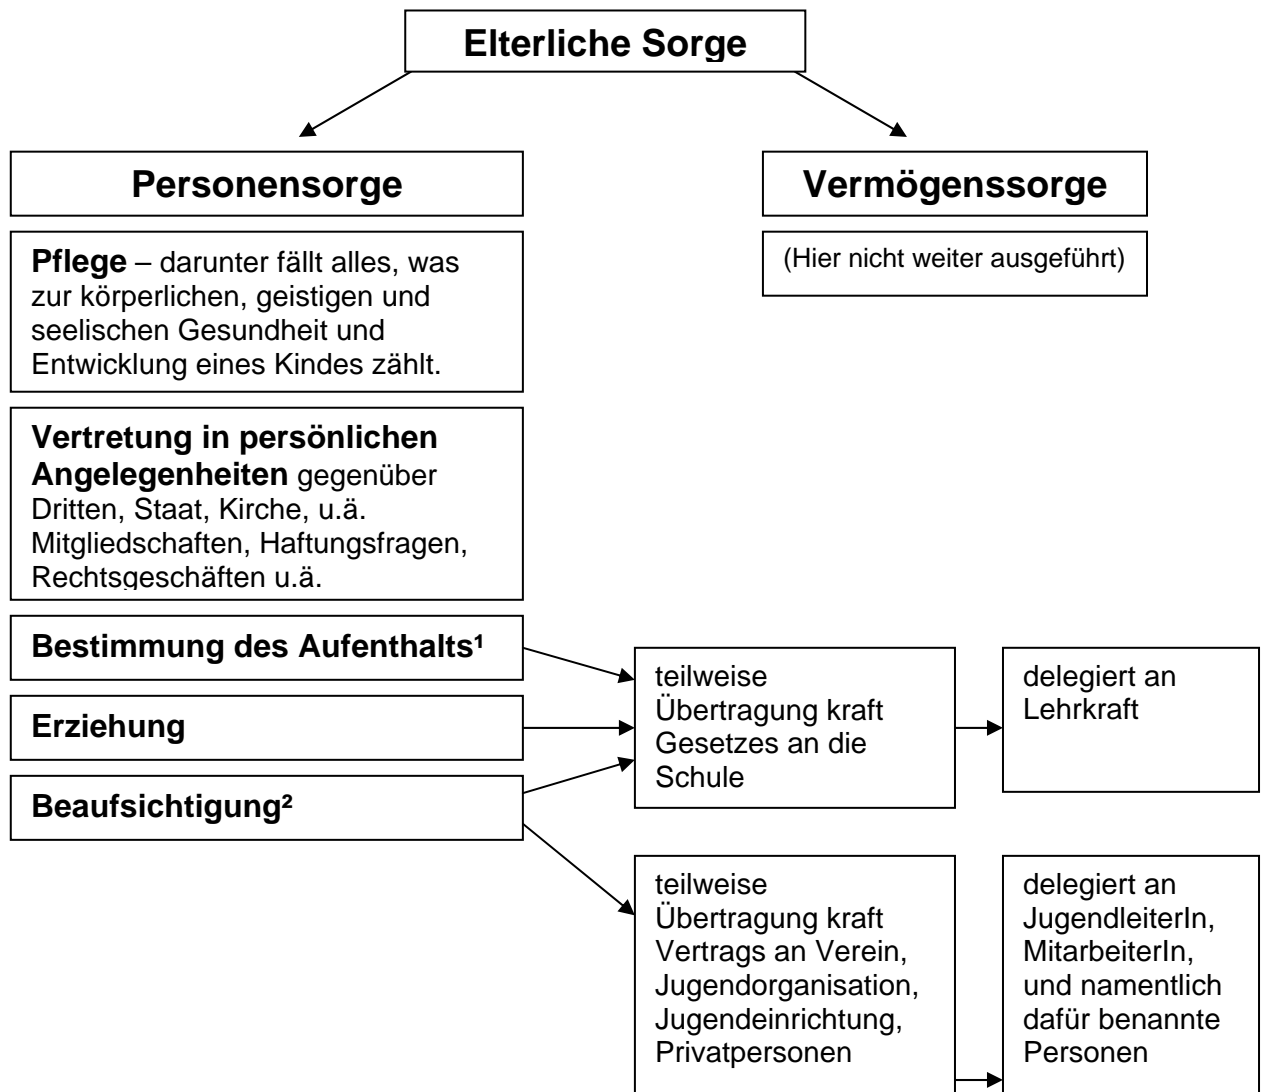 Elterliche Sorge
Personensorge
Vermögenssorge
Pflege – darunter fällt alles, was
zur körperlichen, geistigen und
seelischen Gesundheit und
Entwicklung eines Kindes zählt.
(Hier nicht weiter ausgeführt)
Vertretung in persönlichen
Angelegenheiten gegenüber
Dritten, Staat, Kirche, u.ä.
Mitgliedschaften, Haftungsfragen,
Rechtsgeschäften u.ä.
Bestimmung des Aufenthalts¹
Erziehung
Beaufsichtigung²
teilweise
Übertragung kraft
Gesetzes an die
Schule
delegiert an
Lehrkraft
teilweise
Übertragung kraft
Vertrags an Verein,
Jugendorganisation,
Jugendeinrichtung,
Privatpersonen
delegiert an
JugendleiterIn,
MitarbeiterIn,
und namentlich
dafür benannte
Personen